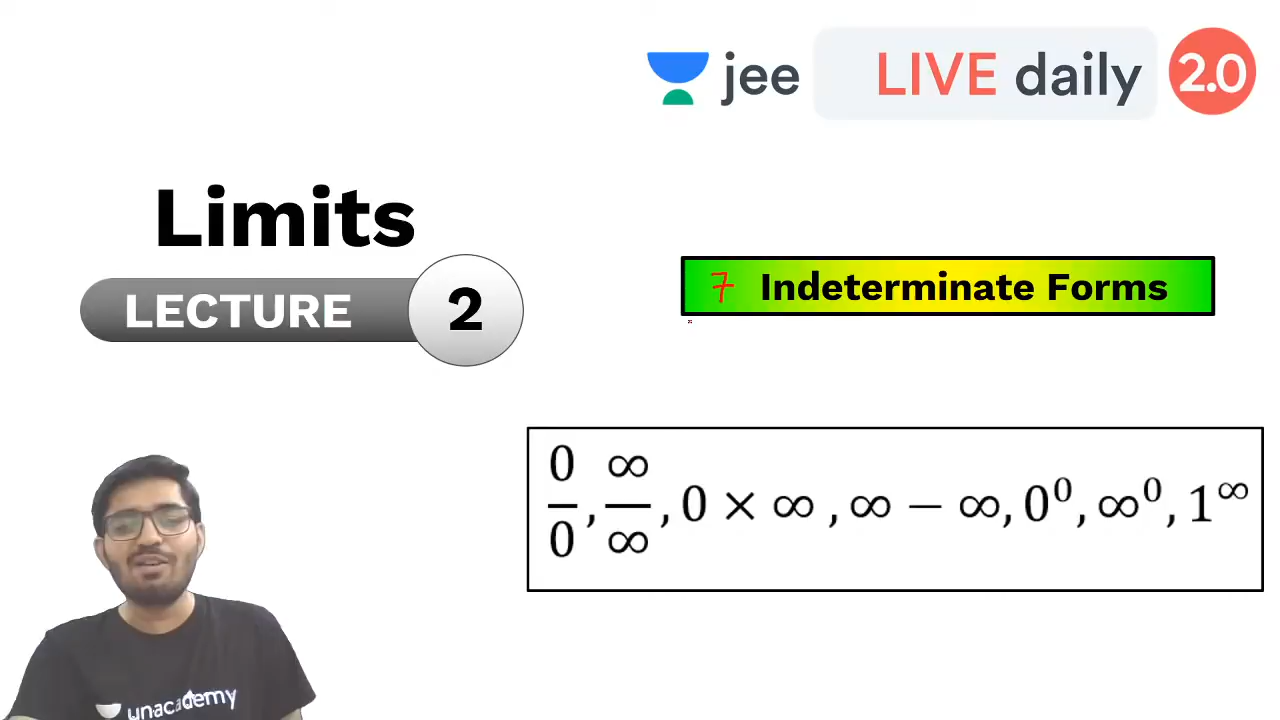 jee LIVE daily 2.0
Limits
LECTURE 2
7 Indeterminate Forms
0/0, ∞/∞, 0 × ∞, ∞ − ∞, 0⁰, ∞⁰, 1^∞
unacademy